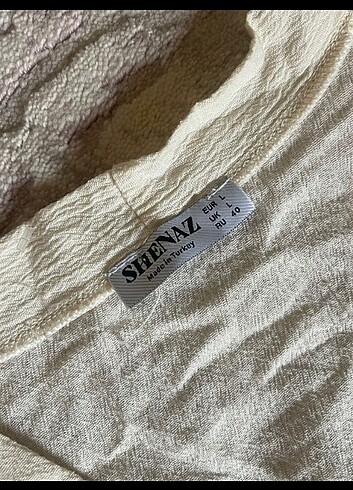 SHENAZ
Made in Turkey
EUR L
UK L
RU 40